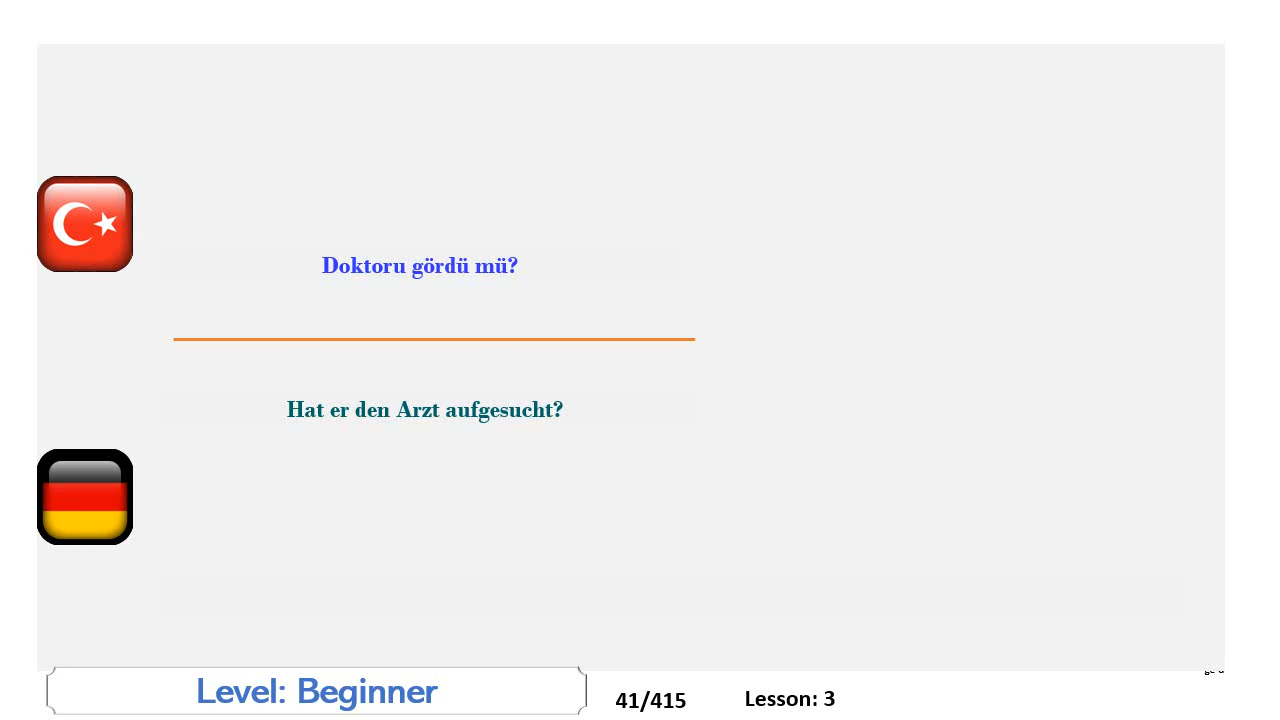 Doktoru gördü mü?
Hat er den Arzt aufgesucht?
Level: Beginner
41/415
Lesson: 3